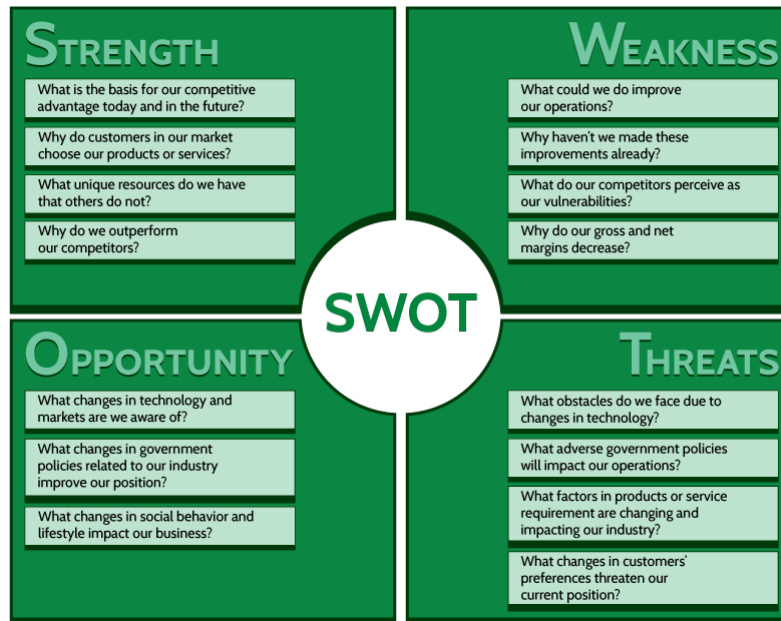 STRENGTH
What is the basis for our competitive
advantage today and in the future?
Why do customers in our market
choose our products or services?
What unique resources do we have
that others do not?
Why do we outperform
our competitors?
WEAKNESS
What could we do improve
our operations?
Why haven't we made these
improvements already?
What do our competitors perceive as
our vulnerabilities?
Why do our gross and net
margins decrease?
SWOT
OPPORTUNITY
What changes in technology and
markets are we aware of?
What changes in government
policies related to our industry
improve our position?
What changes in social behavior and
lifestyle impact our business?
THREATS
What obstacles do we face due to
changes in technology?
What adverse government policies
will impact our operations?
What factors in products or service
requirement are changing and
impacting our industry?
What changes in customers'
preferences threaten our
current position?